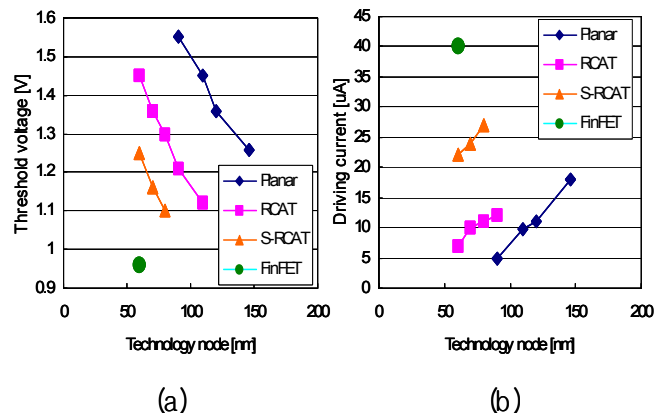 Threshold voltage [V]
1.6
1.5
1.4
1.3
1.2
1.1
1
0.9
0
50
100
150
200
Technology node [nm]
Planar
RCAT
S-RCAT
FinFET
(a)
Driving current [uA]
45
40
35
30
25
20
15
10
5
0
0
50
100
150
200
Technology node [nm]
Planar
RCAT
S-RCAT
FinFET
(b)